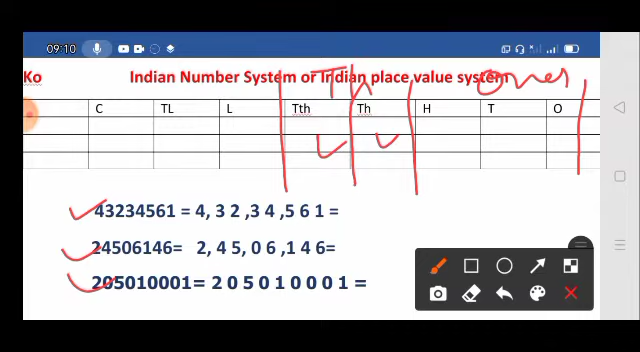 09:10
Ko Indian Number System or Indian place value system
Th ones
C TL L Tth Th H T O
43234561 = 4, 3 2 ,3 4 ,5 6 1 =
24506146= 2, 4 5, 0 6 ,1 4 6=
205010001= 2 0 5 0 1 0 0 0 1 =